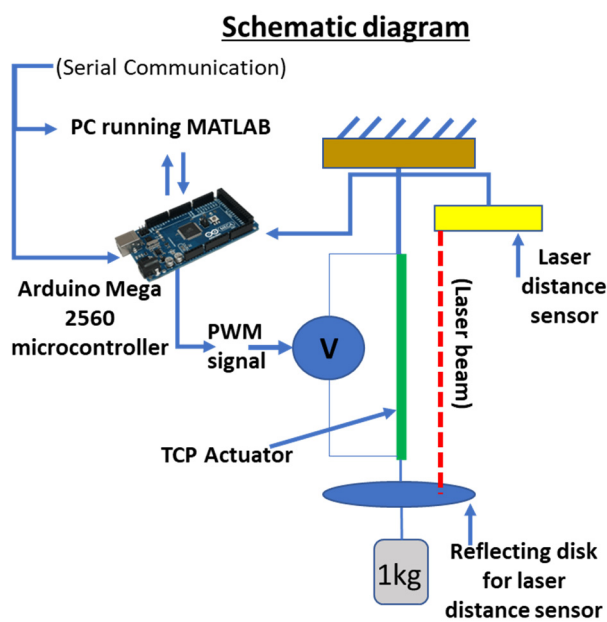 Schematic diagram
(Serial Communication)
PC running MATLAB
Arduino Mega
2560
microcontroller
PWM
signal
V
TCP Actuator
(Laser beam)
Laser
distance
sensor
1kg
Reflecting disk
for laser
distance sensor